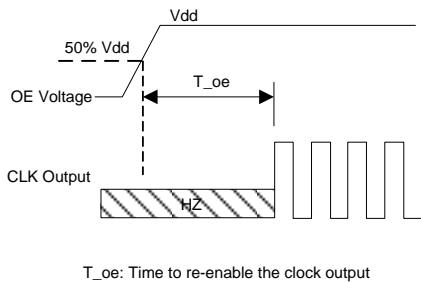 Vdd
50% Vdd
T_oe
OE Voltage
CLK Output
HZ
T_oe: Time to re-enable the clock output